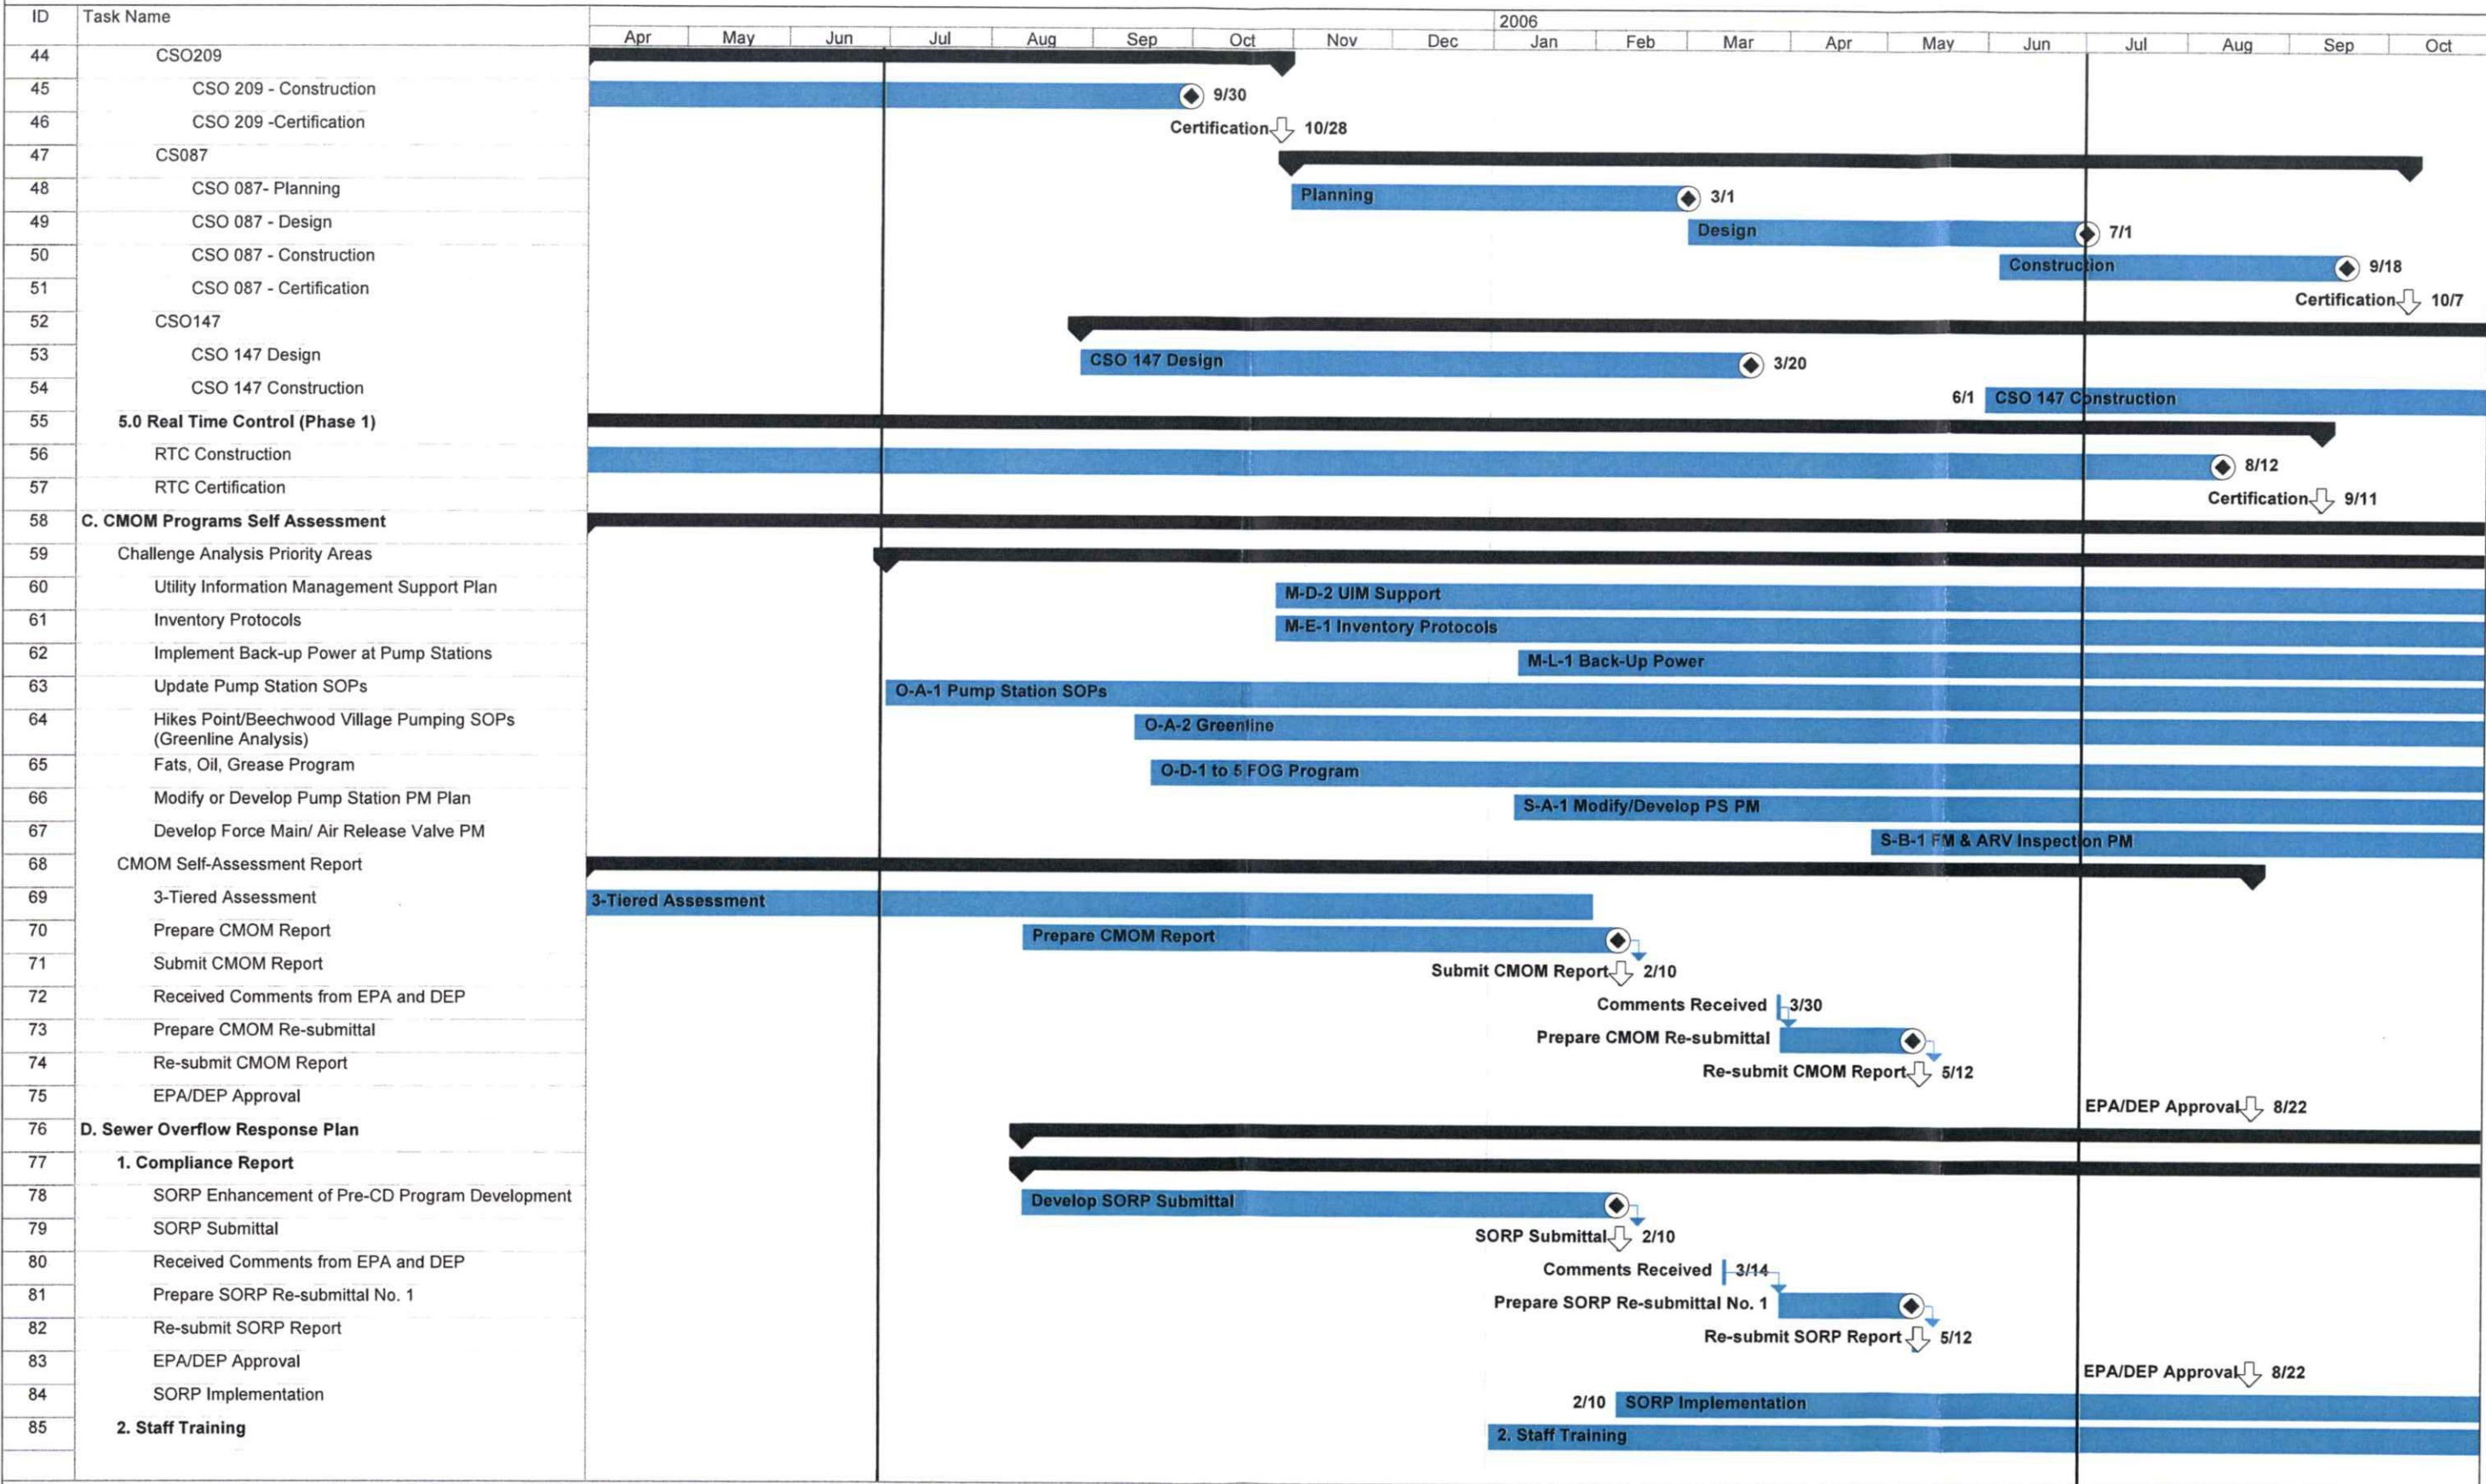 ID Task Name 2006
Apr May Jun Jul Aug Sep Oct Nov Dec Jan Feb Mar Apr May Jun Jul Aug Sep Oct
44 CSO209
45 CSO 209 - Construction 9/30
46 CSO 209 -Certification Certification 10/28
47 CS087
48 CSO 087- Planning Planning 3/1
49 CSO 087 - Design Design 7/1
50 CSO 087 - Construction Construction 9/18
51 CSO 087 - Certification Certification 10/7
52 CSO147
53 CSO 147 Design CSO 147 Design 3/20
54 CSO 147 Construction 6/1 CSO 147 Construction
55 5.0 Real Time Control (Phase 1)
56 RTC Construction 8/12
57 RTC Certification Certification 9/11
58 C. CMOM Programs Self Assessment
59 Challenge Analysis Priority Areas
60 Utility Information Management Support Plan M-D-2 UIM Support
61 Inventory Protocols M-E-1 Inventory Protocols
62 Implement Back-up Power at Pump Stations M-L-1 Back-Up Power
63 Update Pump Station SOPs O-A-1 Pump Station SOPs
64 Hikes Point/Beechwood Village Pumping SOPs O-A-2 Greenline
(Greenline Analysis)
65 Fats, Oil, Grease Program O-D-1 to 5 FOG Program
66 Modify or Develop Pump Station PM Plan S-A-1 Modify/Develop PS PM
67 Develop Force Main/ Air Release Valve PM S-B-1 FM & ARV Inspection PM
68 CMOM Self-Assessment Report
69 3-Tiered Assessment 3-Tiered Assessment
70 Prepare CMOM Report Prepare CMOM Report
71 Submit CMOM Report Submit CMOM Report 2/10
72 Received Comments from EPA and DEP Comments Received 3/30
73 Prepare CMOM Re-submittal Prepare CMOM Re-submittal
74 Re-submit CMOM Report Re-submit CMOM Report 5/12
75 EPA/DEP Approval EPA/DEP Approval 8/22
76 D. Sewer Overflow Response Plan
77 1. Compliance Report
78 SORP Enhancement of Pre-CD Program Development Develop SORP Submittal
79 SORP Submittal SORP Submittal 2/10
80 Received Comments from EPA and DEP Comments Received 3/14
81 Prepare SORP Re-submittal No. 1 Prepare SORP Re-submittal No. 1
82 Re-submit SORP Report Re-submit SORP Report 5/12
83 EPA/DEP Approval EPA/DEP Approval 8/22
84 SORP Implementation 2/10 SORP Implementation
85 2. Staff Training 2. Staff Training